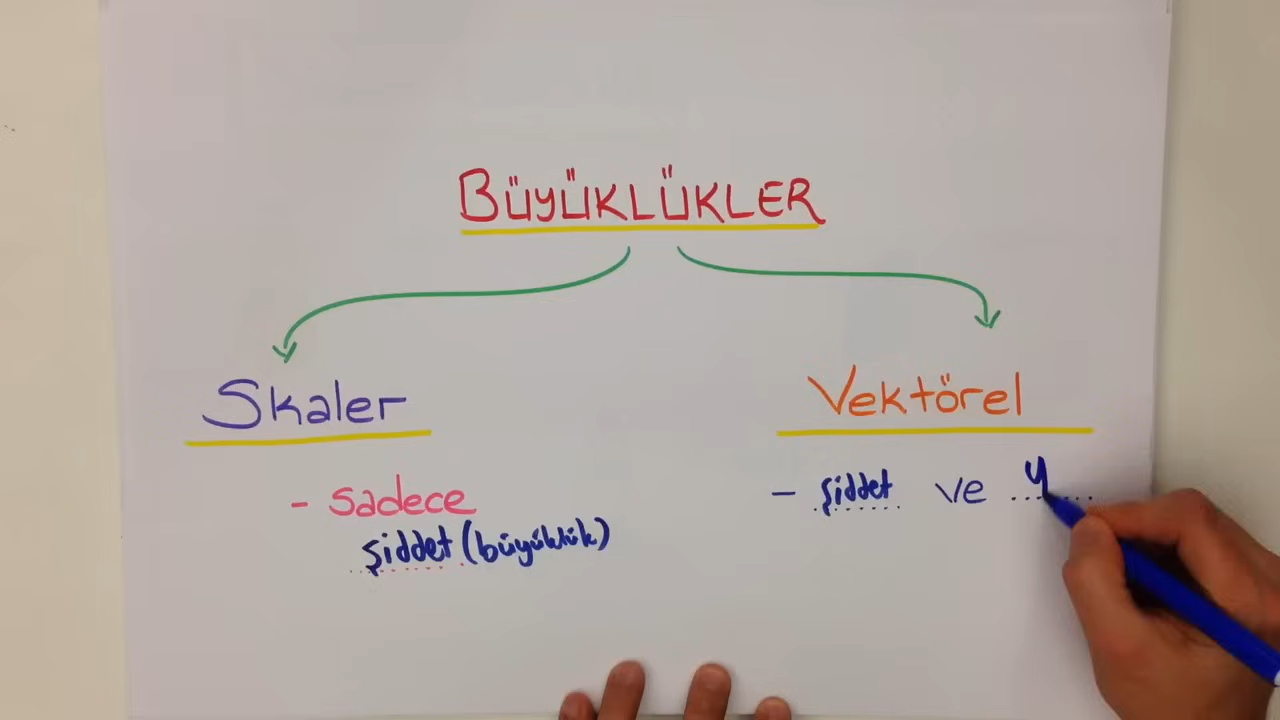 BÜYÜKLÜKLER
Skaler
Vektörel
- sadece
şiddet (büyüklük)
- şiddet ve y